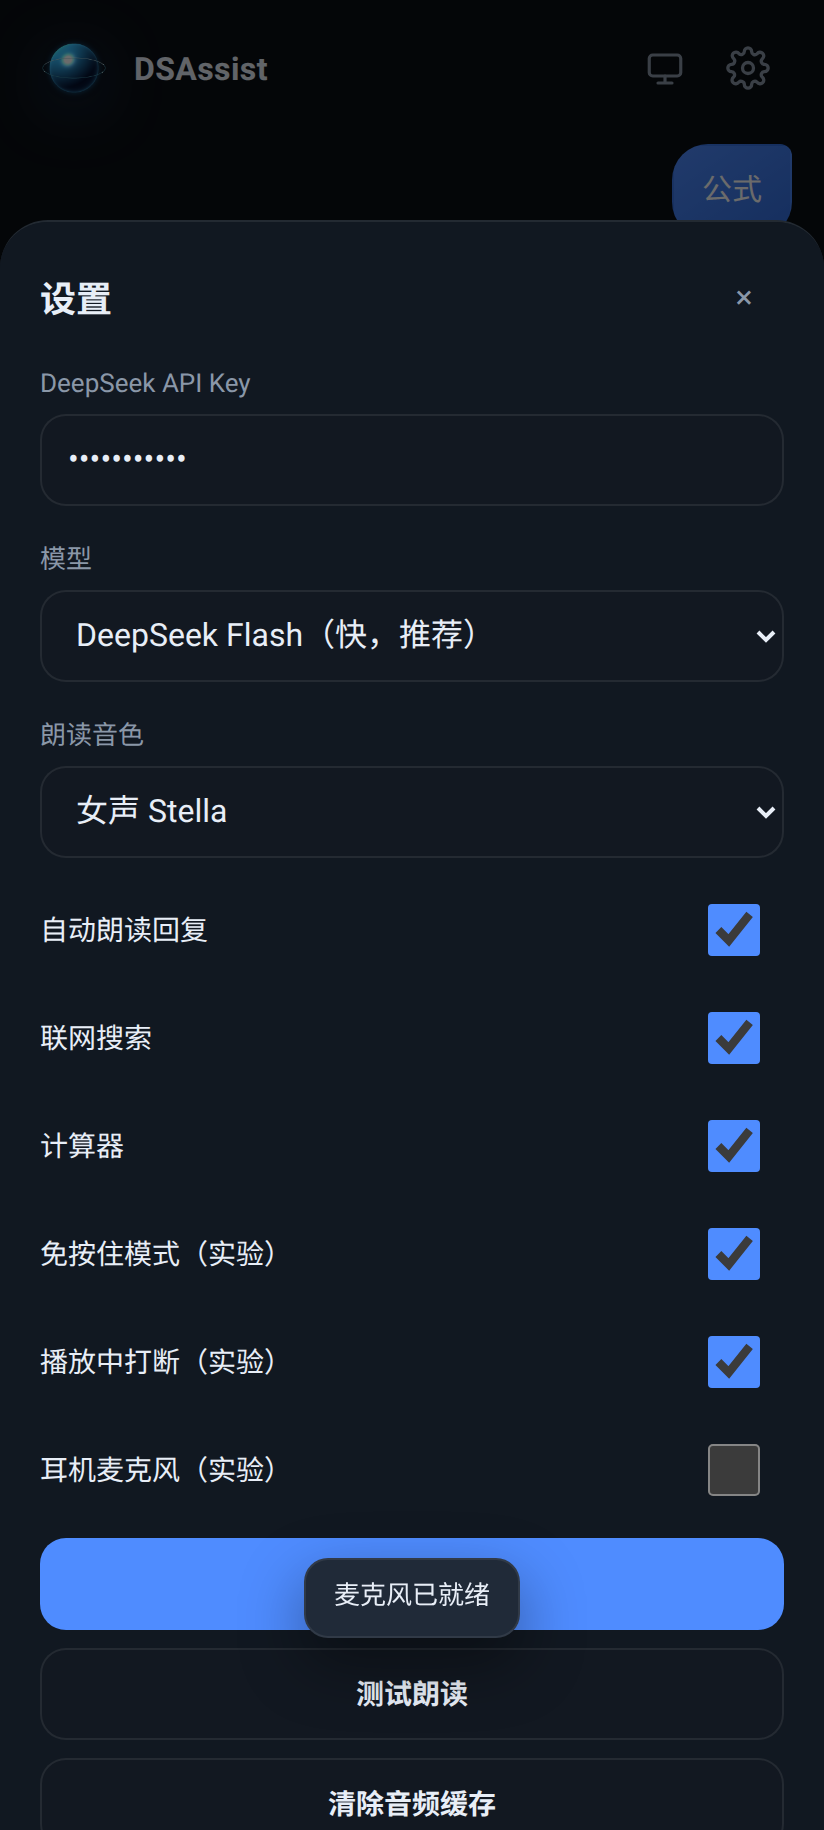 DSAssist
公式
设置
×
DeepSeek API Key
•••••••••••
模型
DeepSeek Flash（快，推荐）
朗读音色
女声 Stella
自动朗读回复
联网搜索
计算器
免按住模式（实验）
播放中打断（实验）
耳机麦克风（实验）
麦克风已就绪
测试朗读
清除音频缓存